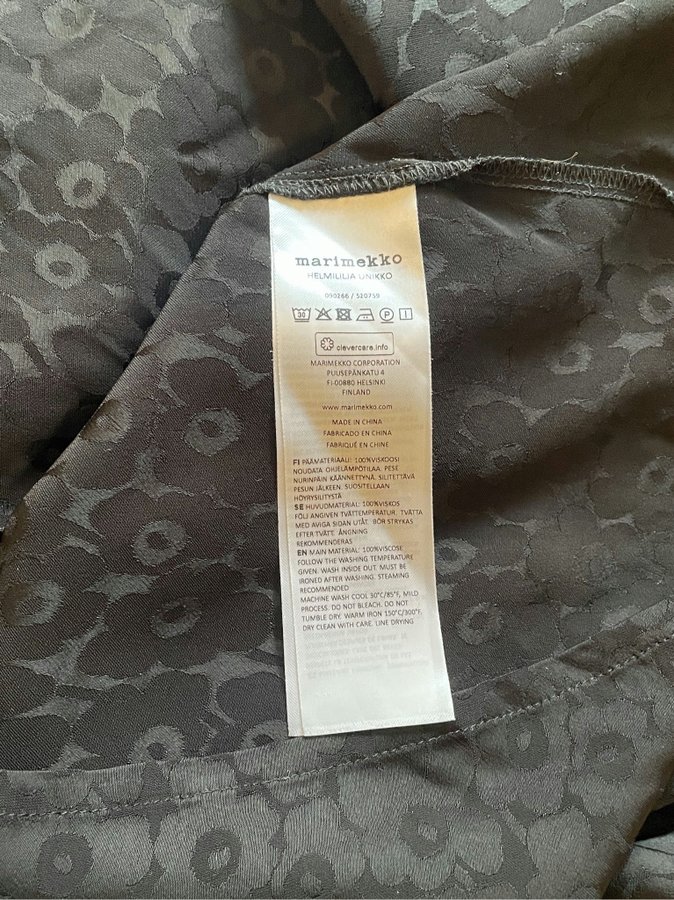 marimekko
HELMILILJA UNIKKO
090266 / 520759
30 P
clevercare.info
MARIMEKKO CORPORATION
PUUSEPÄNKATU 4
FI-00880 HELSINKI
FINLAND
www.marimekko.com
MADE IN CHINA
FABRICADO EN CHINA
FABRIQUÉ EN CHINE
FI PÄÄMATERIAALI: 100%VISKOOSI
NOUDATA OHJELÄMPÖTILAA. PESE
NURINPÄIN KÄÄNNETTYNÄ. SILITETTÄVÄ
PESUN JÄLKEEN. SUOSITELLAAN
HÖYRYSILITYSTÄ
SE HUVUDMATERIAL: 100%VISKOS
FÖLJ ANGIVEN TVÄTTEMPERATUR. TVÄTTA
MED AVIGA SIDAN UTÅT. BÖR STRYKAS
EFTER TVÄTT. ÅNGNING
REKOMMENDERAS
EN MAIN MATERIAL: 100%VISCOSE
FOLLOW THE WASHING TEMPERATURE
GIVEN. WASH INSIDE OUT. MUST BE
IRONED AFTER WASHING. STEAMING
RECOMMENDED
MACHINE WASH COOL 30°C/85°F, MILD
PROCESS. DO NOT BLEACH. DO NOT
TUMBLE DRY. WARM IRON 150°C/300°F.
DRY CLEAN WITH CARE. LINE DRYING